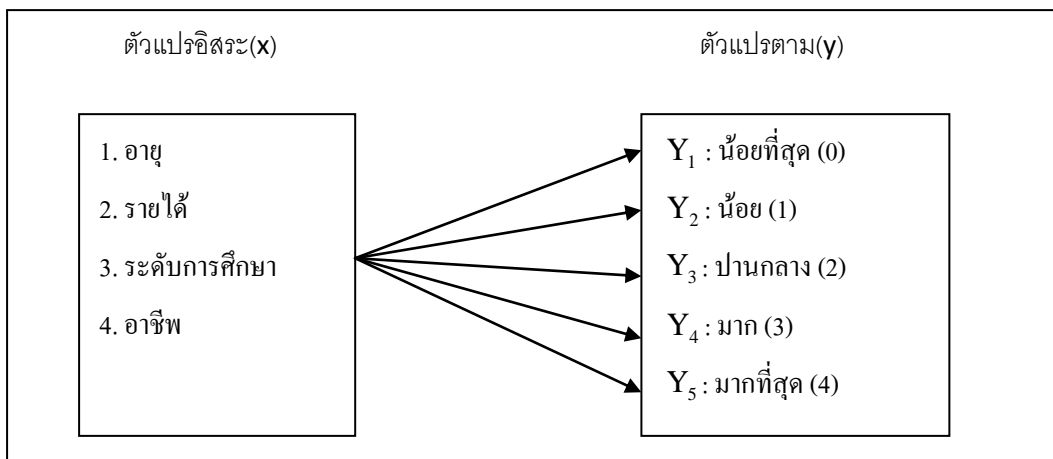 ตัวแปรอิสระ(x)
ตัวแปรตาม(y)
1. อายุ
2. รายได้
3. ระดับการศึกษา
4. อาชีพ
Y₁ : น้อยที่สุด (0)
Y₂ : น้อย (1)
Y₃ : ปานกลาง (2)
Y₄ : มาก (3)
Y₅ : มากที่สุด (4)